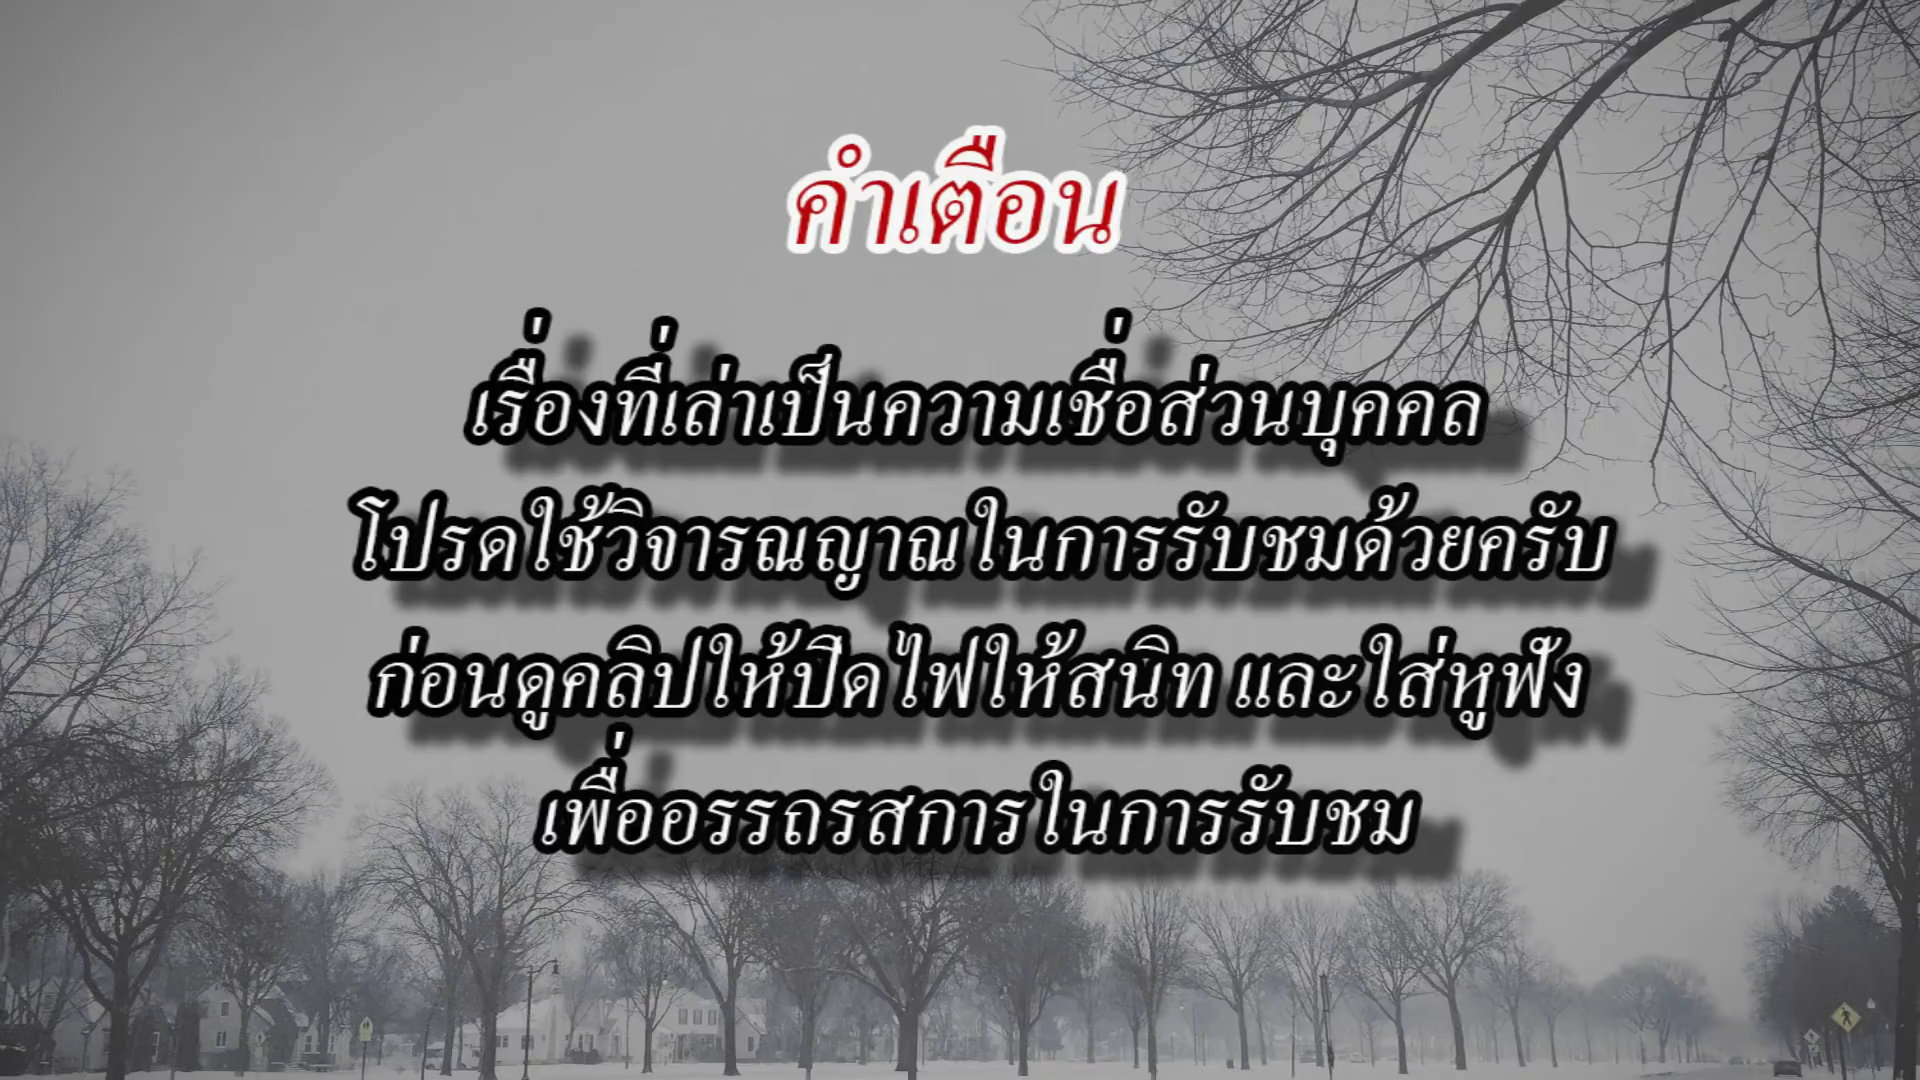 คำเตือน
เรื่องที่เล่าเป็นความเชื่อส่วนบุคคล
โปรดใช้วิจารณญาณในการรับชมด้วยครับ
ก่อนดูคลิปให้ปิดไฟให้สนิท และใส่หูฟัง
เพื่ออรรถรสการในการรับชม